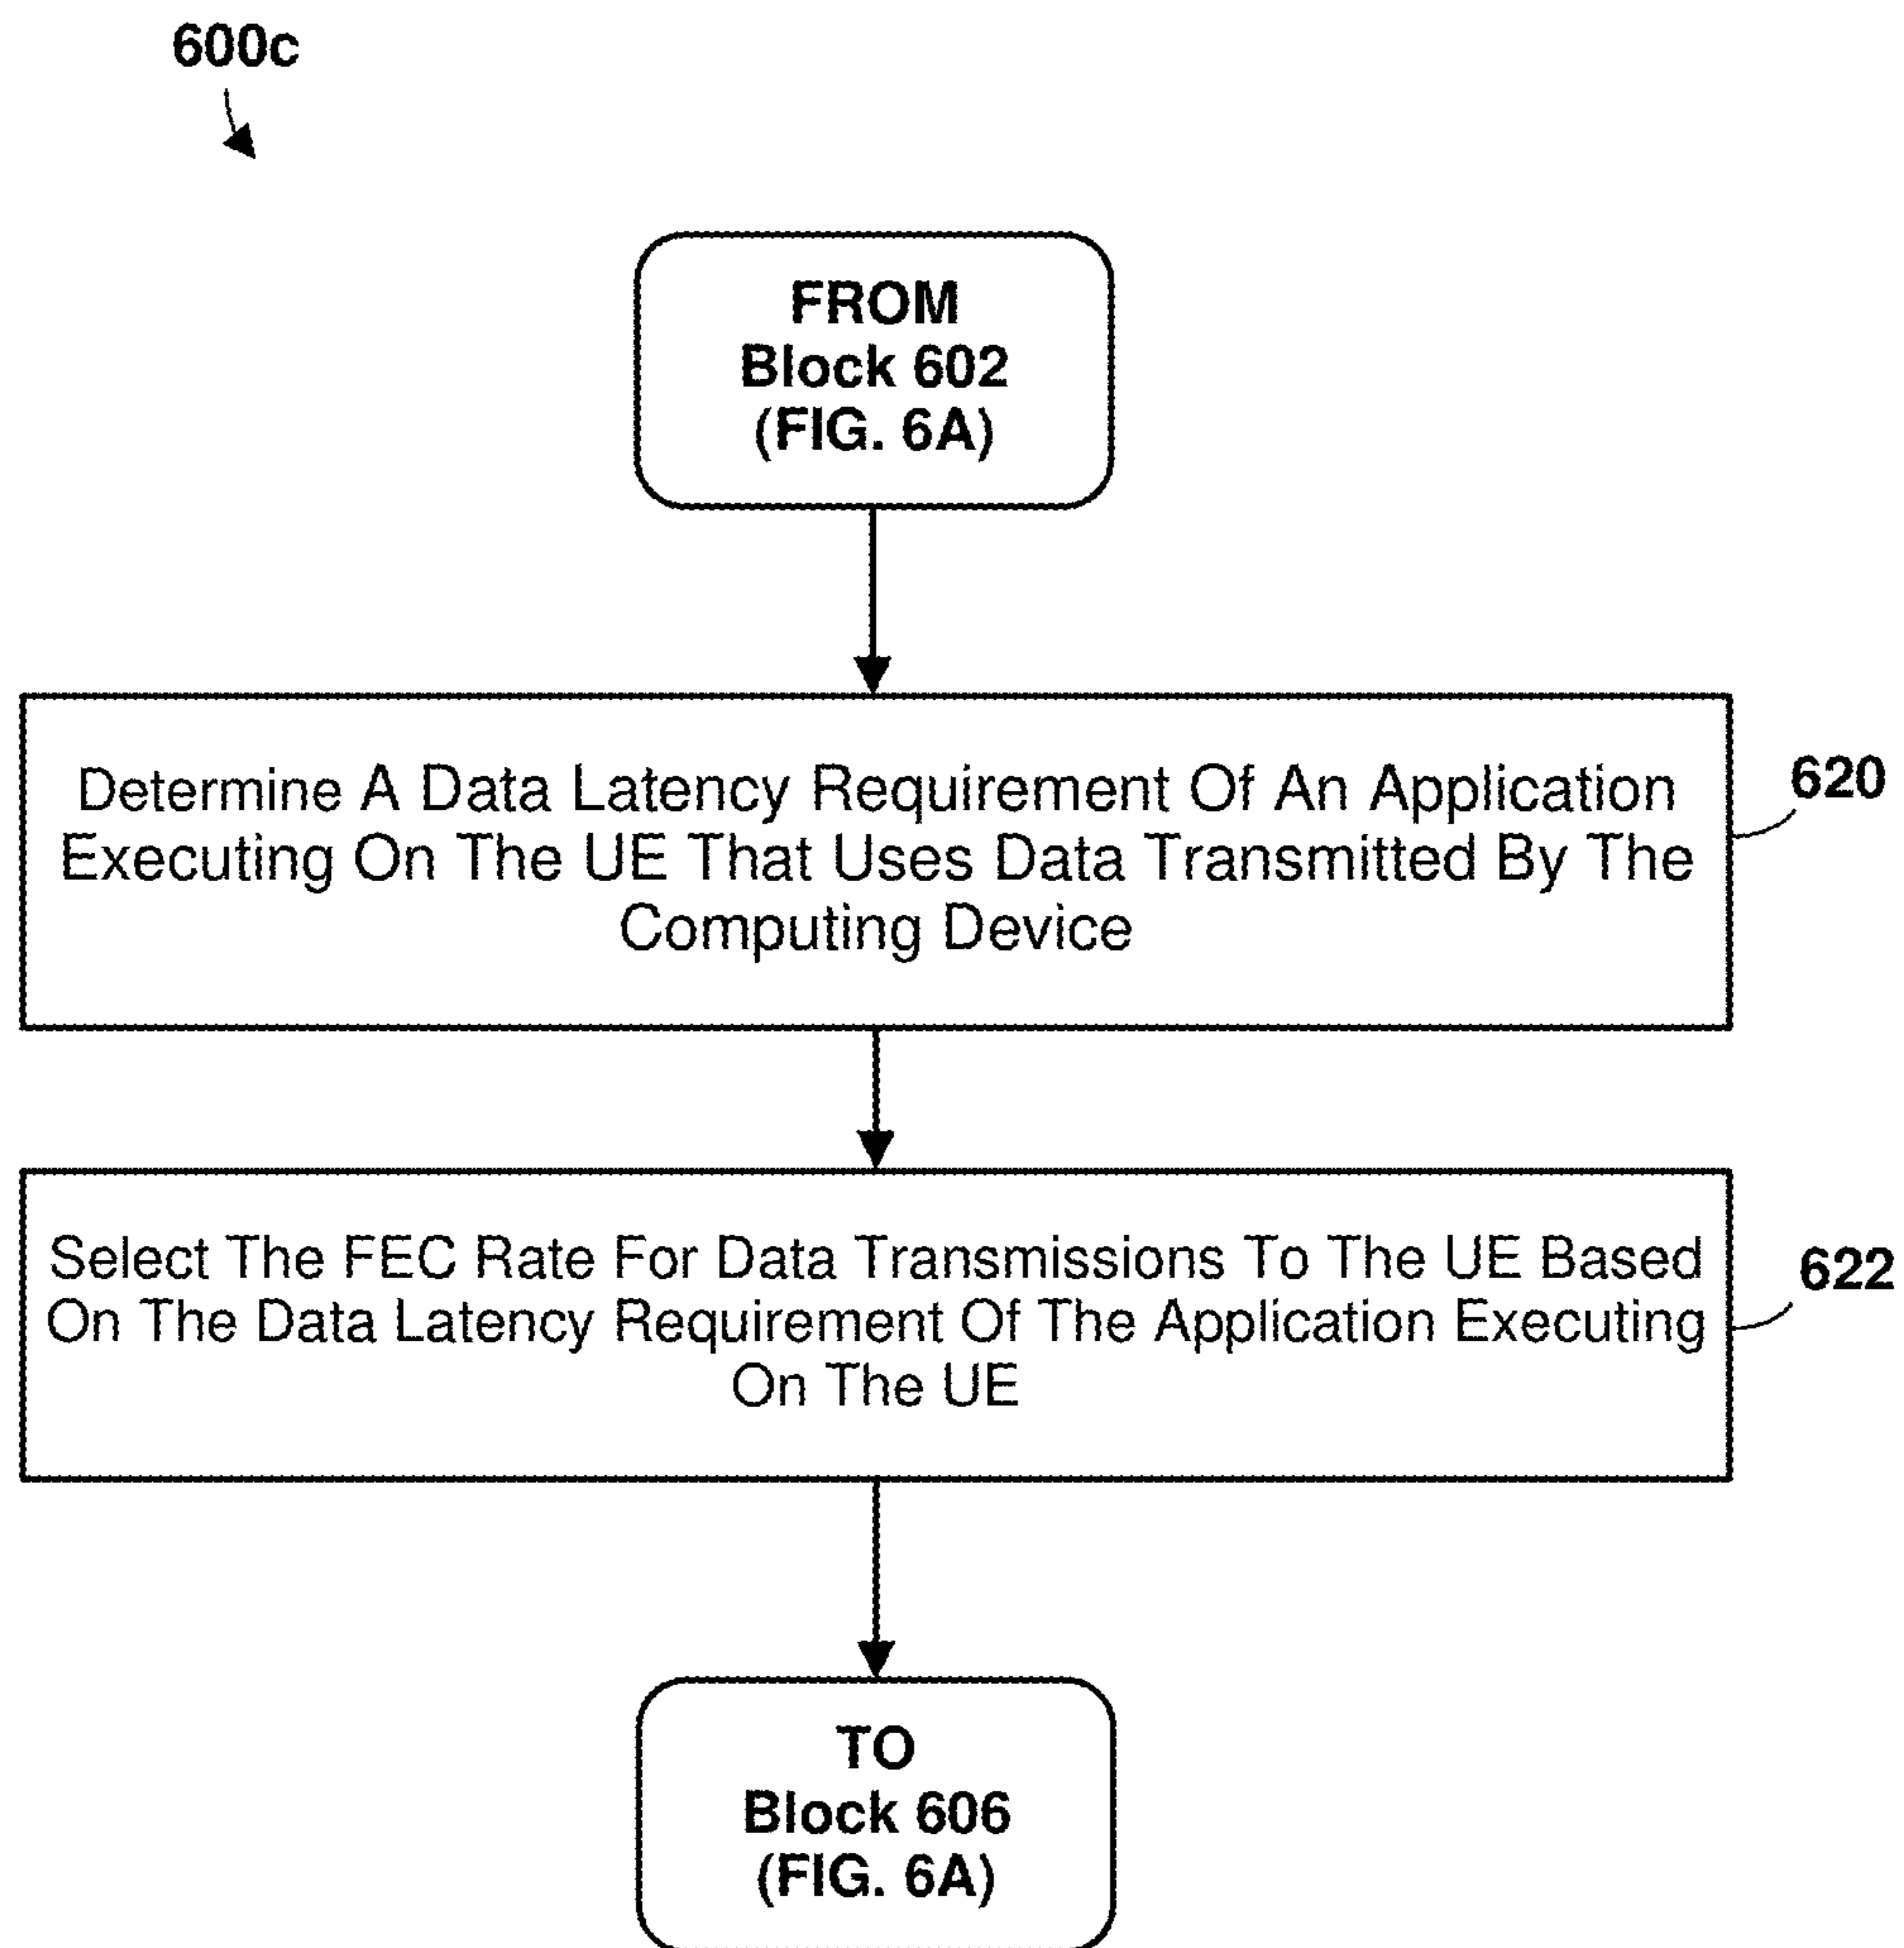 600c
FROM
Block 602
(FIG. 6A)
Determine A Data Latency Requirement Of An Application
Executing On The UE That Uses Data Transmitted By The
Computing Device
620
Select The FEC Rate For Data Transmissions To The UE Based
On The Data Latency Requirement Of The Application Executing
On The UE
622
TO
Block 606
(FIG. 6A)